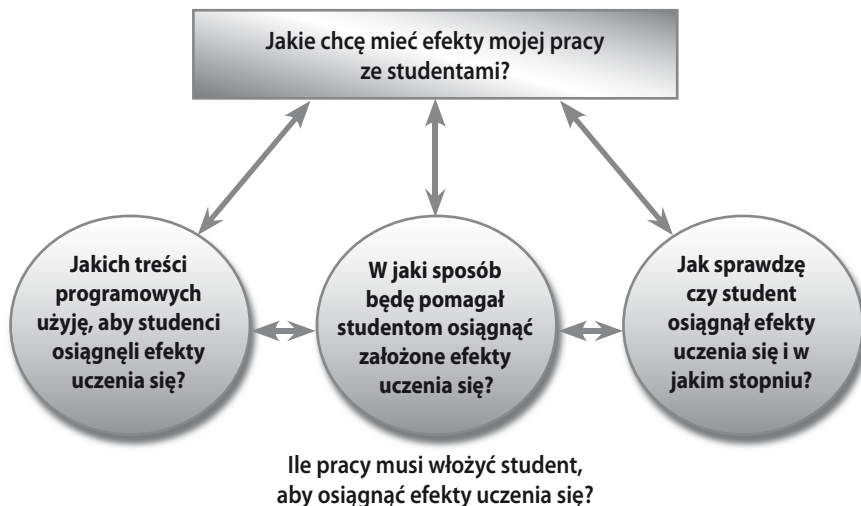 Jakie chcę mieć efekty mojej pracy
ze studentami?
Jakich treści
programowych
użyję, aby studenci
osiągnęli efekty
uczenia się?
W jaki sposób
będę pomagał
studentom osiągnąć
założone efekty
uczenia się?
Jak sprawdzę
czy student
osiągnął efekty
uczenia się i w
jakim stopniu?
Ile pracy musi włożyć student,
aby osiągnąć efekty uczenia się?